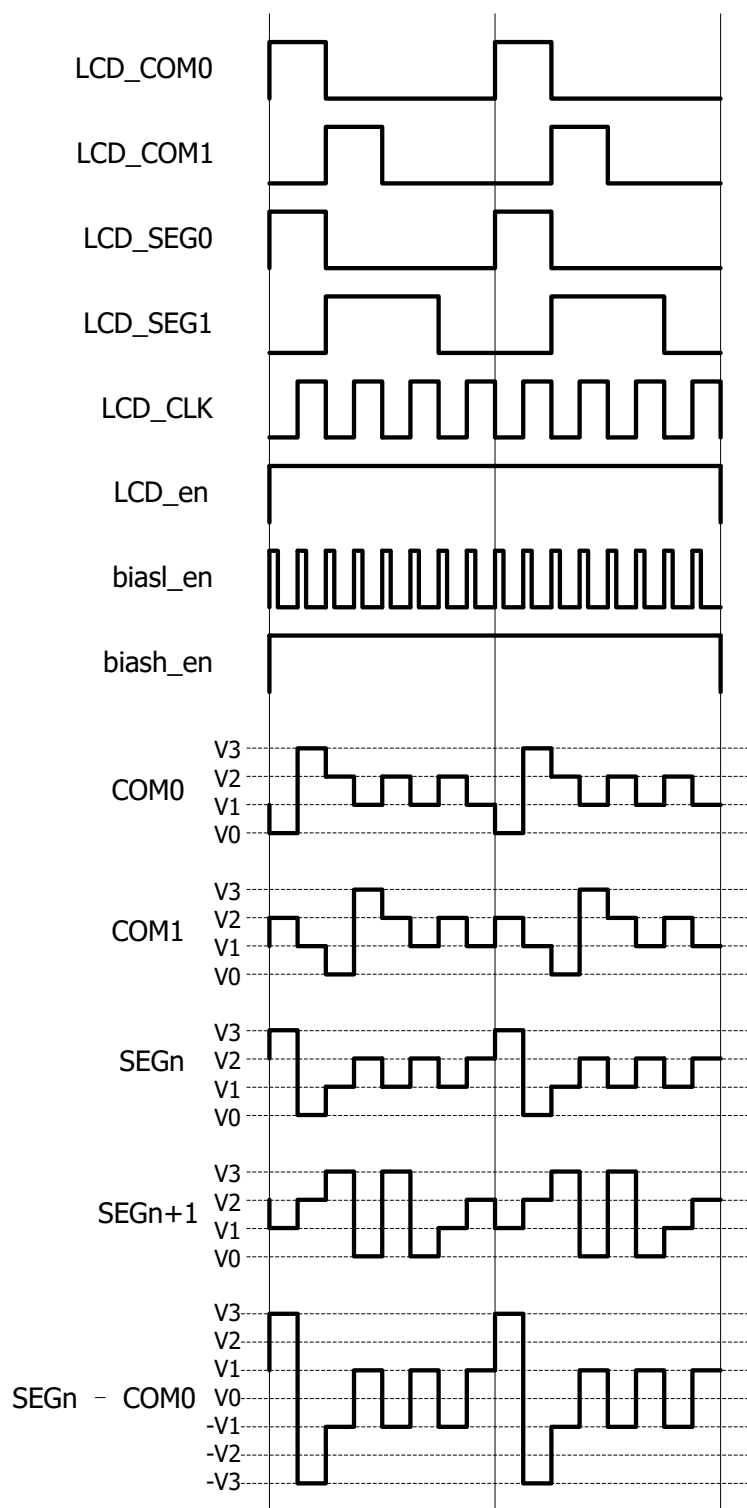 LCD_COM0
LCD_COM1
LCD_SEG0
LCD_SEG1
LCD_CLK
LCD_en
biasl_en
biash_en
COM0
V3
V2
V1
V0
COM1
V3
V2
V1
V0
SEGn
V3
V2
V1
V0
SEGn+1
V3
V2
V1
V0
SEGn - COM0
V3
V2
V1
V0
-V1
-V2
-V3